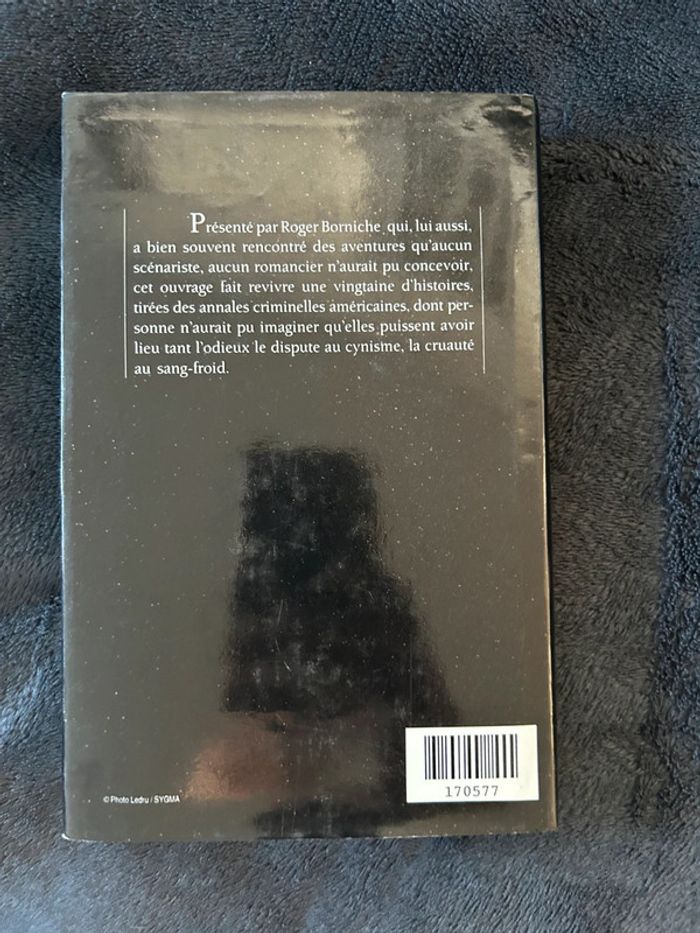 Présenté par Roger Borniche qui, lui aussi,
a bien souvent rencontré des aventures qu'aucun
scénariste, aucun romancier n'aurait pu concevoir,
cet ouvrage fait revivre une vingtaine d'histoires,
tirées des annales criminelles américaines, dont per-
sonne n'aurait pu imaginer qu'elles puissent avoir
lieu tant l'odieux le dispute au cynisme, la cruauté
au sang-froid.
© Photo Ledru / SYGMA
170577